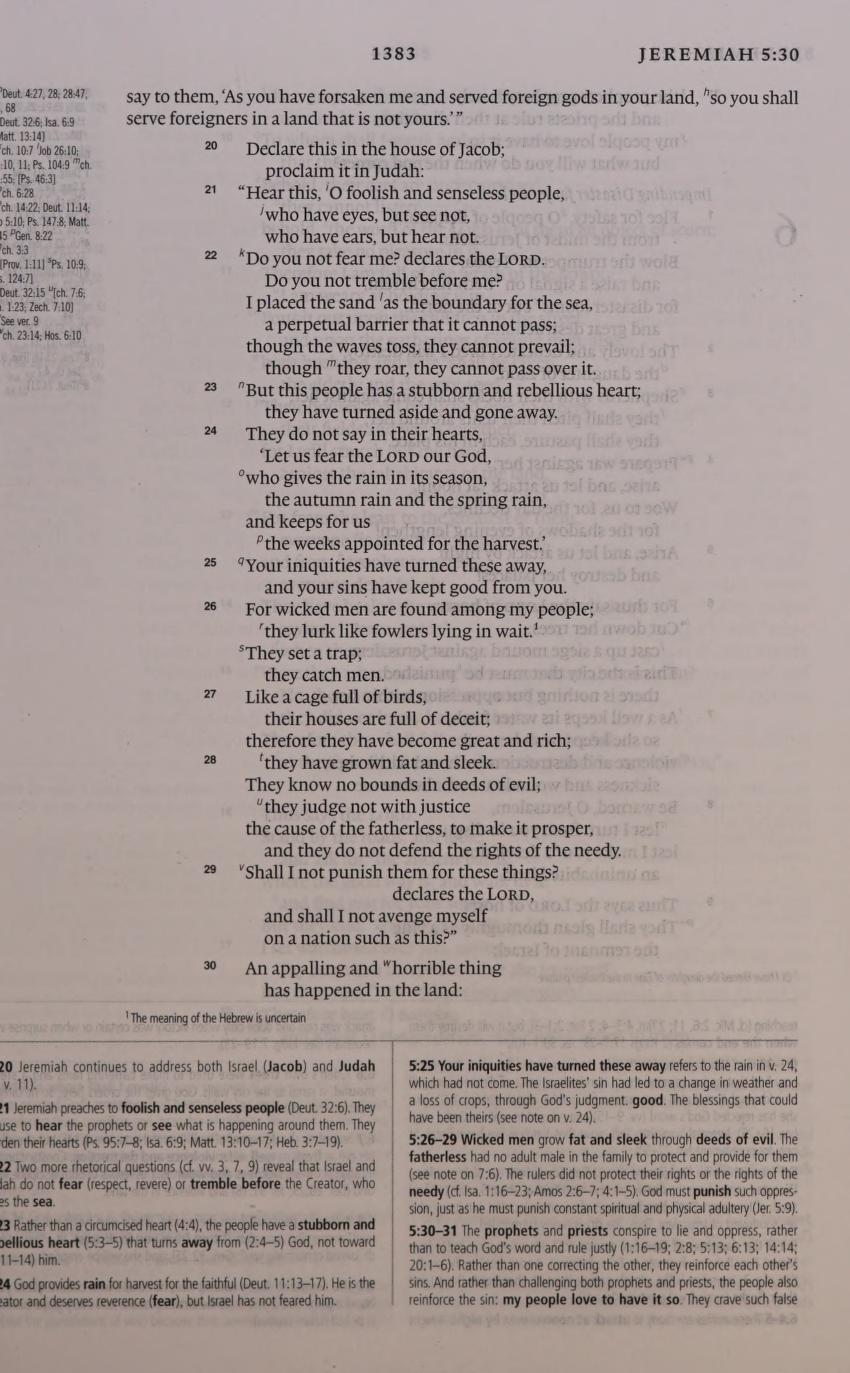 1383
JEREMIAH 5:30
Deut. 4:27, 28; 28:47,
68
Deut. 32:6; Isa. 6:9
Matt. 13:14]
ch. 10:7 Job 26:10;
:10, 11; Ps. 104:9 m ch.
:55; [Ps. 46:3]
ch. 6:28
ch. 14:22; Deut. 11:14;
5:10; Ps. 147:8; Matt.
45 p Gen. 8:22
ch. 3:3
[Prov. 1:11] s Ps. 10:9;
s. 124:7]
Deut. 32:15 u [ch. 7:6;
. 1:23; Zech. 7:10]
See ver. 9
ch. 23:14; Hos. 6:10
say to them, ‘As you have forsaken me and served foreign gods in your land, h so you shall
serve foreigners in a land that is not yours.’”
20 Declare this in the house of Jacob;
proclaim it in Judah:
21 “Hear this, i O foolish and senseless people,
j who have eyes, but see not,
who have ears, but hear not.
22 k Do you not fear me? declares the LORD.
Do you not tremble before me?
I placed the sand l as the boundary for the sea,
a perpetual barrier that it cannot pass;
though the waves toss, they cannot prevail;
though m they roar, they cannot pass over it.
23 n But this people has a stubborn and rebellious heart;
they have turned aside and gone away.
24 They do not say in their hearts,
‘Let us fear the LORD our God,
o who gives the rain in its season,
the autumn rain and the spring rain,
and keeps for us
p the weeks appointed for the harvest.’
25 q Your iniquities have turned these away,
and your sins have kept good from you.
26 For wicked men are found among my people;
r they lurk like fowlers lying in wait.1
s They set a trap;
they catch men.
27 Like a cage full of birds,
their houses are full of deceit;
therefore they have become great and rich;
28 t they have grown fat and sleek.
They know no bounds in deeds of evil;
u they judge not with justice
the cause of the fatherless, to make it prosper,
and they do not defend the rights of the needy.
29 v Shall I not punish them for these things?
declares the LORD,
and shall I not avenge myself
on a nation such as this?”
30 An appalling and w horrible thing
has happened in the land:
1 The meaning of the Hebrew is uncertain
20 Jeremiah continues to address both Israel (Jacob) and Judah
v. 11).
21 Jeremiah preaches to foolish and senseless people (Deut. 32:6). They
use to hear the prophets or see what is happening around them. They
den their hearts (Ps. 95:7–8; Isa. 6:9; Matt. 13:10–17; Heb. 3:7–19).
22 Two more rhetorical questions (cf. vv. 3, 7, 9) reveal that Israel and
dah do not fear (respect, revere) or tremble before the Creator, who
es the sea.
23 Rather than a circumcised heart (4:4), the people have a stubborn and
bellious heart (5:3–5) that turns away from (2:4–5) God, not toward
11–14) him.
24 God provides rain for harvest for the faithful (Deut. 11:13–17). He is the
eator and deserves reverence (fear), but Israel has not feared him.
5:25 Your iniquities have turned these away refers to the rain in v. 24,
which had not come. The Israelites’ sin had led to a change in weather and
a loss of crops, through God’s judgment. good. The blessings that could
have been theirs (see note on v. 24).
5:26–29 Wicked men grow fat and sleek through deeds of evil. The
fatherless had no adult male in the family to protect and provide for them
(see note on 7:6). The rulers did not protect their rights or the rights of the
needy (cf. Isa. 1:16–23; Amos 2:6–7; 4:1–5). God must punish such oppres-
sion, just as he must punish constant spiritual and physical adultery (Jer. 5:9).
5:30–31 The prophets and priests conspire to lie and oppress, rather
than to teach God’s word and rule justly (1:16–19; 2:8; 5:13; 6:13; 14:14;
20:1–6). Rather than one correcting the other, they reinforce each other’s
sins. And rather than challenging both prophets and priests, the people also
reinforce the sin: my people love to have it so. They crave such false